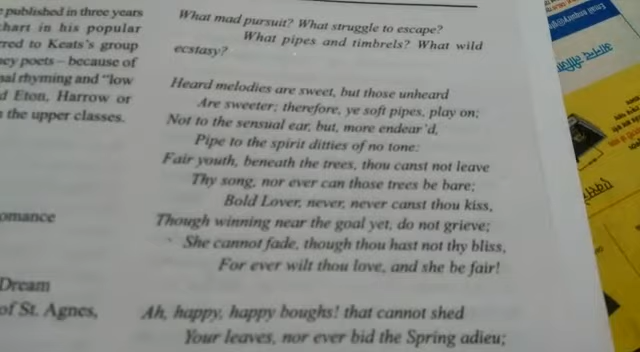 published in three years
chart in his popular
red to Keats's group
ey poets – because of
al rhyming and "low
d Eton, Harrow or
the upper classes.
omance
Dream
of St. Agnes,
What mad pursuit? What struggle to escape?
What pipes and timbrels? What wild
ecstasy?
Heard melodies are sweet, but those unheard
Are sweeter; therefore, ye soft pipes, play on;
Not to the sensual ear, but, more endear'd,
Pipe to the spirit ditties of no tone:
Fair youth, beneath the trees, thou canst not leave
Thy song, nor ever can those trees be bare;
Bold Lover, never, never canst thou kiss,
Though winning near the goal yet, do not grieve;
She cannot fade, though thou hast not thy bliss,
For ever wilt thou love, and she be fair!
Ah, happy, happy boughs! that cannot shed
Your leaves, nor ever bid the Spring adieu;